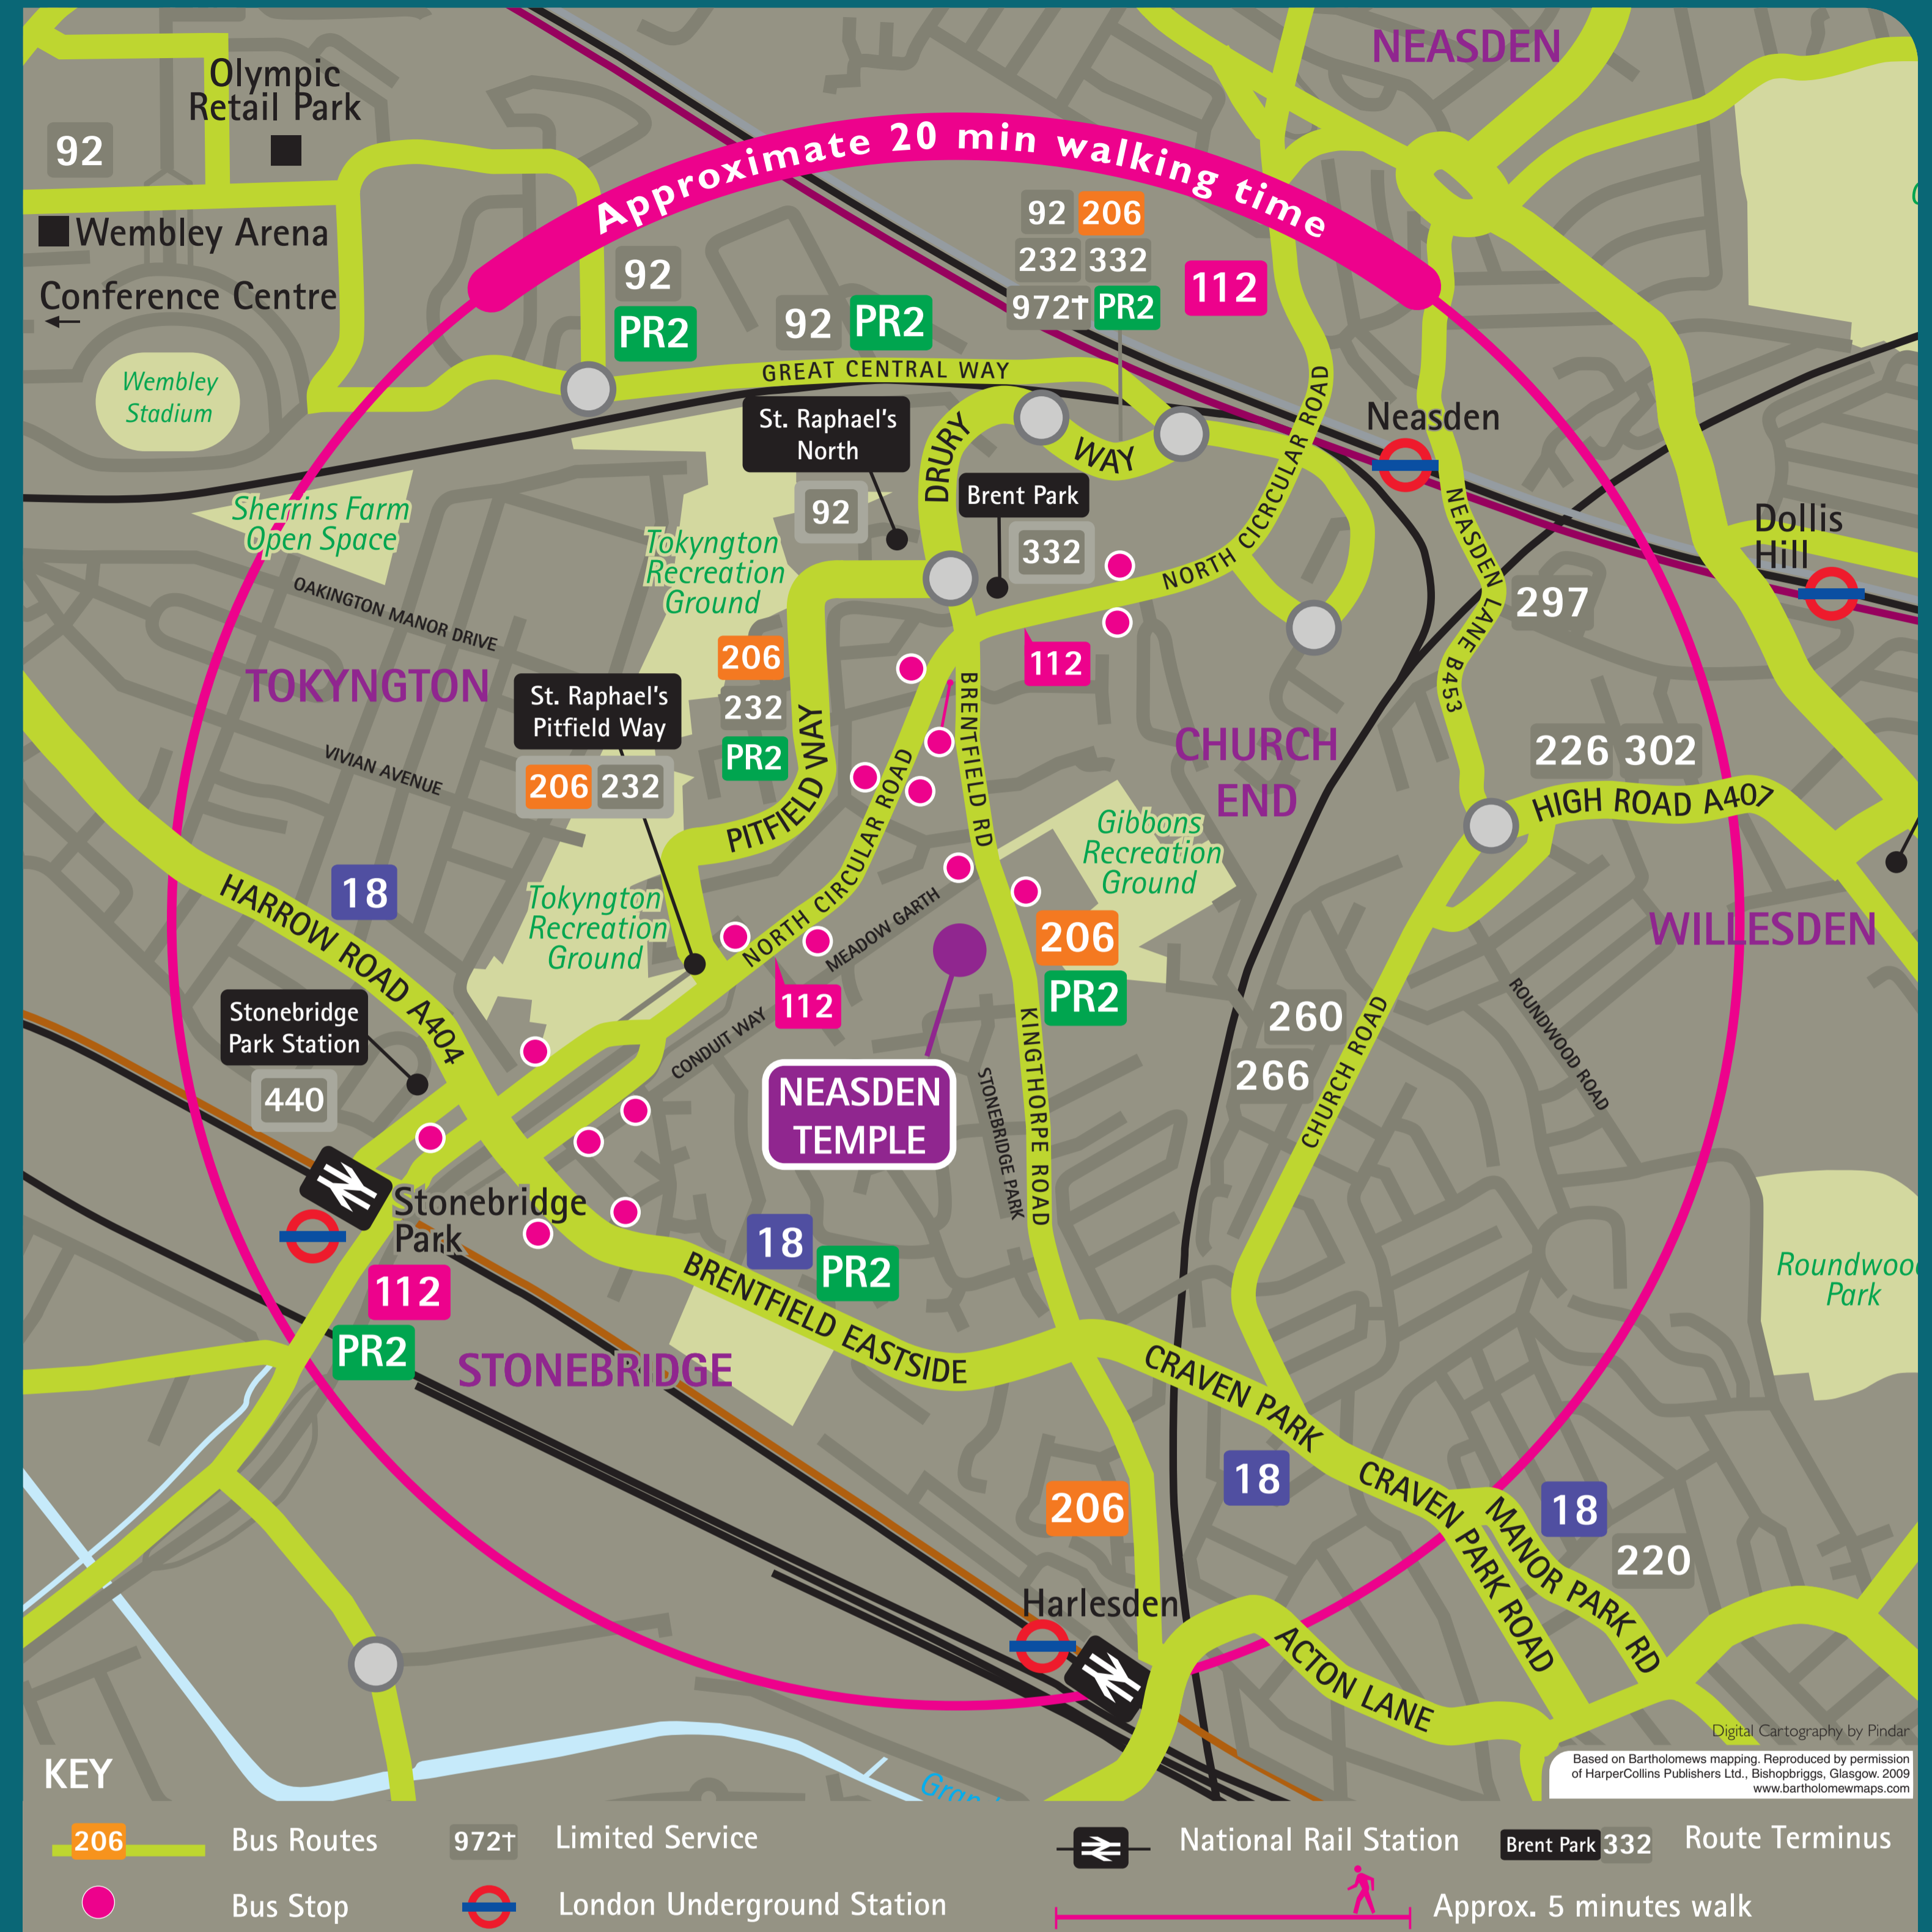 NEASDEN
Olympic
Retail Park
92
Approximate 20 min walking time
Wembley Arena
Conference Centre
92 206
232 332
972† PR2
112
92
PR2
92 PR2
GREAT CENTRAL WAY
Wembley
Stadium
St. Raphael's
North
92
DRURY
WAY
Brent Park
332
NORTH CICRCULAR ROAD
Neasden
NEASDEN LANE B453
Dollis
Hill
297
Sherrins Farm
Open Space
OAKINGTON MANOR DRIVE
Tokyngton
Recreation
Ground
TOKYNGTON
VIVIAN AVENUE
206
232
PR2
St. Raphael's
Pitfield Way
206 232
PITFIELD WAY
112
BRENTFIELD RD
NORTH CIRCULAR ROAD
CHURCH
END
226 302
HIGH ROAD A407
Gibbons
Recreation
Ground
18
HARROW ROAD A404
Tokyngton
Recreation
Ground
MEADOW GARTH
206
PR2
WILLESDEN
Stonebridge
Park Station
440
112
CONDUIT WAY
NEASDEN
TEMPLE
STONEBRIDGE PARK
KINGTHORPE ROAD
260
266
CHURCH ROAD
ROUNDWOOD ROAD
Stonebridge
Park
112
PR2
18
PR2
BRENTFIELD EASTSIDE
STONEBRIDGE
Roundwoo
Park
CRAVEN PARK
18
206
CRAVEN PARK ROAD
MANOR PARK RD
18
220
Harlesden
ACTON LANE
Digital Cartography by Pindar
Based on Bartholomews mapping. Reproduced by permission
of HarperCollins Publishers Ltd., Bishopbriggs, Glasgow. 2009
www.bartholomewmaps.com
KEY
206 Bus Routes
972† Limited Service
National Rail Station
Brent Park 332 Route Terminus
Bus Stop
London Underground Station
Approx. 5 minutes walk